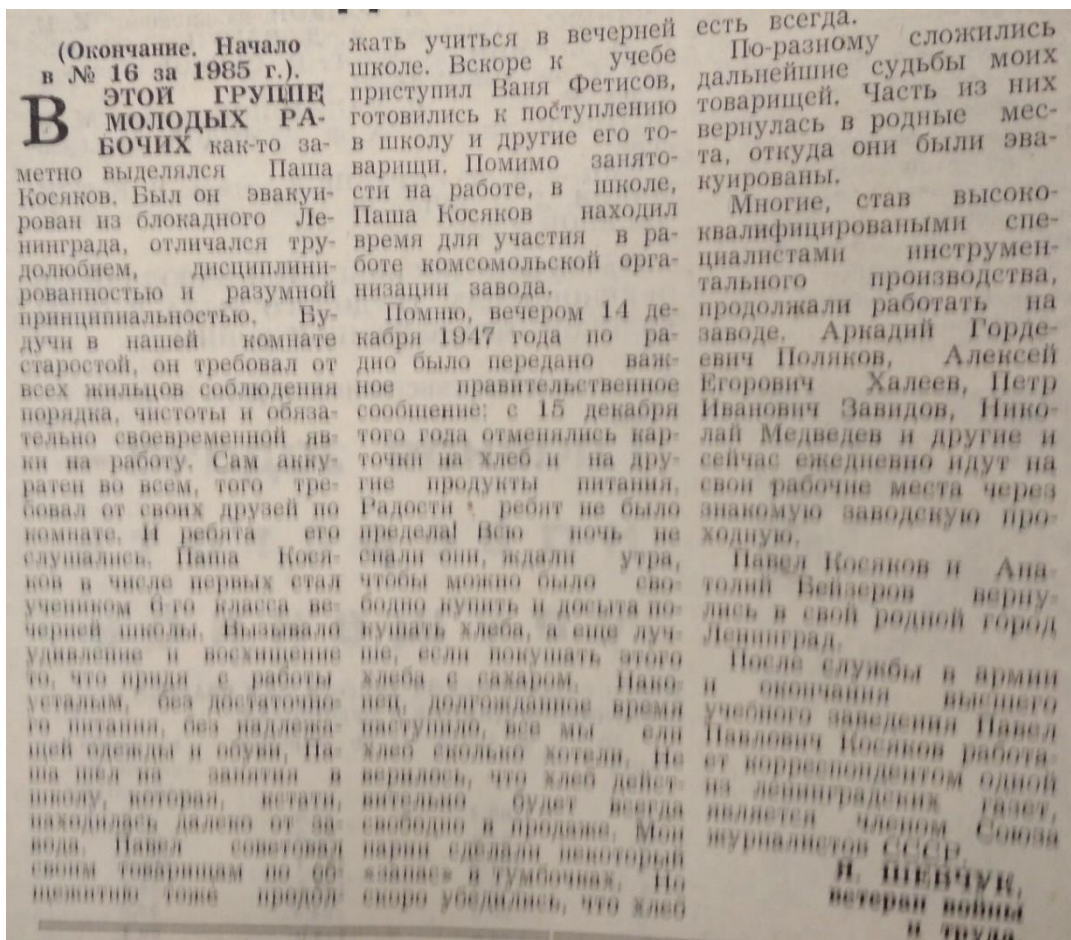 (Окончание. Начало
в № 16 за 1985 г.).
В ЭТОЙ ГРУППЕ
МОЛОДЫХ РА-
БОЧИХ как-то за-
метно выделялся Паша
Косяков. Был он эвакуи-
рован из блокадного Ле-
нинграда, отличался тру-
долюбием, дисциплини-
рованностью и разумной
принципиальностью. Бу-
дучи в нашей комнате
старостой, он требовал от
всех жильцов соблюдения
порядка, чистоты и обяза-
тельно своевременной яв-
ки на работу. Сам акку-
ратен во всем, того тре-
бовал от своих друзей по
комнате. И ребята его
слушались. Паша Кося-
ков в числе первых стал
учеником 6-го класса ве-
черней школы. Вызывало
удивление и восхищение
то, что придя с работы
усталым, без достаточно-
го питания, без надлежа-
щей одежды и обуви, Па-
ша шел на занятия в
школу, которая, кстати,
находилась далеко от за-
вода. Павел советовал
своим товарищам по об-
щежитию тоже продол-
жать учиться в вечерней
школе. Вскоре к учебе
приступил Ваня Фетисов,
готовились к поступлению
в школу и другие его то-
варищи. Помимо занято-
сти на работе, в школе,
Паша Косяков находил
время для участия в ра-
боте комсомольской орга-
низации завода.
Помню, вечером 14 де-
кабря 1947 года по ра-
дио было передано важ-
ное правительственное
сообщение: с 15 декабря
того года отменялись кар-
точки на хлеб и на дру-
гие продукты питания.
Радости ребят не было
предела! Всю ночь не
спали они, ждали утра,
чтобы можно было сво-
бодно купить и досыта по-
кушать хлеба, а еще луч-
ше, если покушать этого
хлеба с сахаром. Нако-
нец, долгожданное время
наступило, все мы ели
хлеб сколько хотели. Не
верилось, что хлеб дейст-
вительно будет всегда
свободно в продаже. Мои
парни сделали некоторый
«запас» в тумбочках. Но
скоро убедились, что хлеб
есть всегда.
По-разному сложились
дальнейшие судьбы моих
товарищей. Часть из них
вернулась в родные мес-
та, откуда они были эва-
куированы.
Многие, став высоко-
квалифицироваными спе-
циалистами инструмен-
тального производства,
продолжали работать на
заводе. Аркадий Горде-
евич Поляков, Алексей
Егорович Халеев, Петр
Иванович Завидов, Нико-
лай Медведев и другие и
сейчас ежедневно идут на
свои рабочие места через
знакомую заводскую про-
ходную.
Павел Косяков и Ана-
толий Вейзеров верну-
лись в свой родной город
Ленинград.
После службы в армии
и окончания высшего
учебного заведения Павел
Павлович Косяков работа-
ет корреспондентом одной
из ленинградских газет,
является членом Союза
журналистов СССР.
Я. ШЕВЧУК,
ветеран войны
и труда.